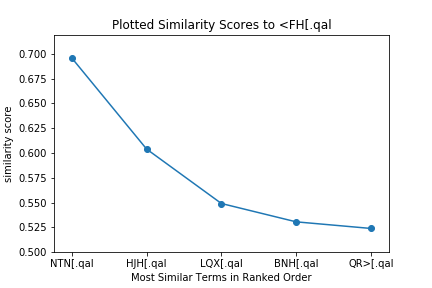 Plotted Similarity Scores to <FH[.qal
0.700
0.675
0.650
0.625
0.600
0.575
0.550
0.525
0.500
similarity score
NTN[.qal HJH[.qal LQX[.qal BNH[.qal QR>[.qal
Most Similar Terms in Ranked Order